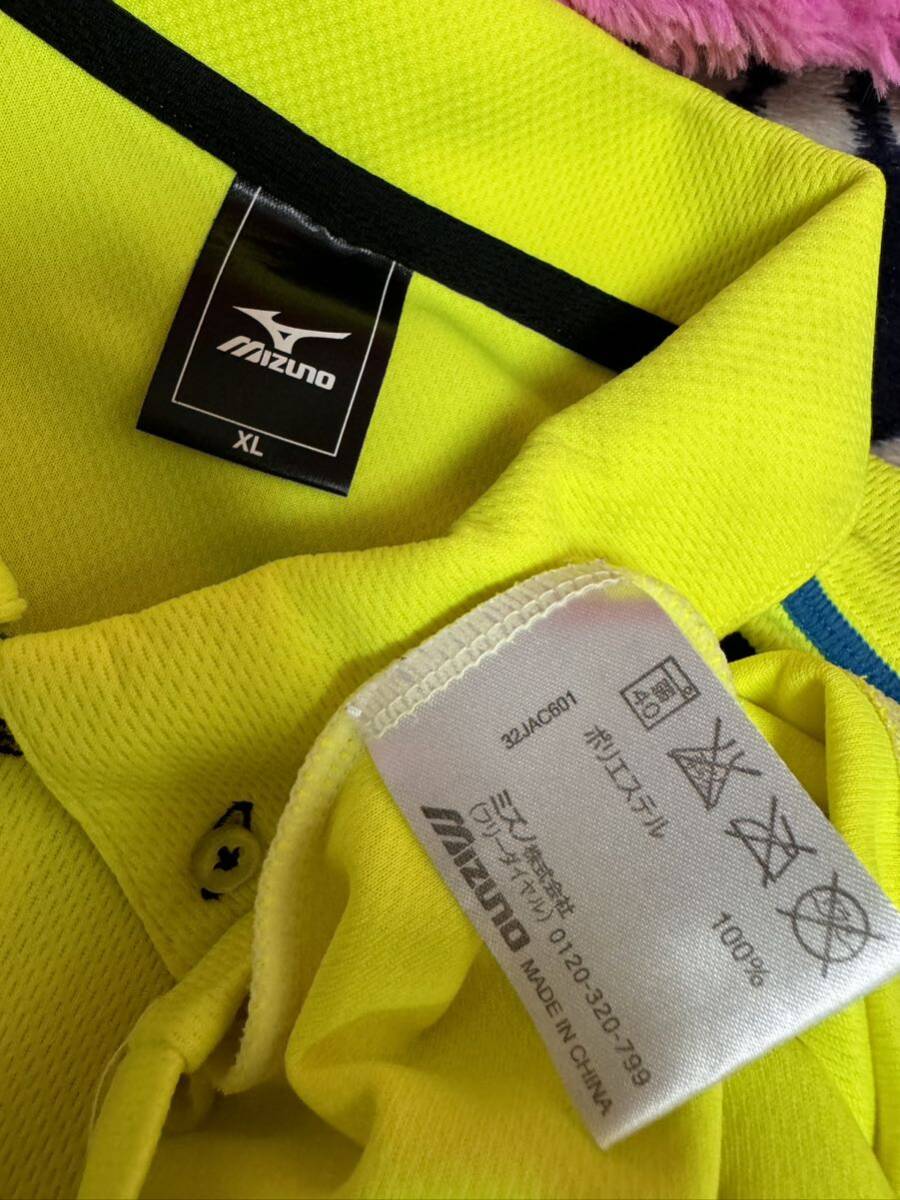 MIZUNO
XL
32JAC601
弱
40
ポリエステル
100%
ミズノ株式会社
(フリーダイヤル) 0120-320-799
MIZUNO MADE IN CHINA